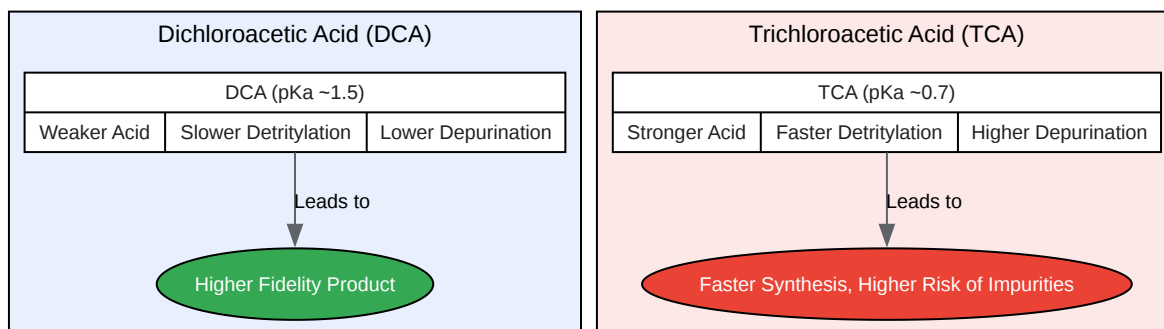 Dichloroacetic Acid (DCA)
DCA (pKa ~1.5)
Weaker Acid
Slower Detritylation
Lower Depurination
Leads to
Higher Fidelity Product
Trichloroacetic Acid (TCA)
TCA (pKa ~0.7)
Stronger Acid
Faster Detritylation
Higher Depurination
Leads to
Faster Synthesis, Higher Risk of Impurities